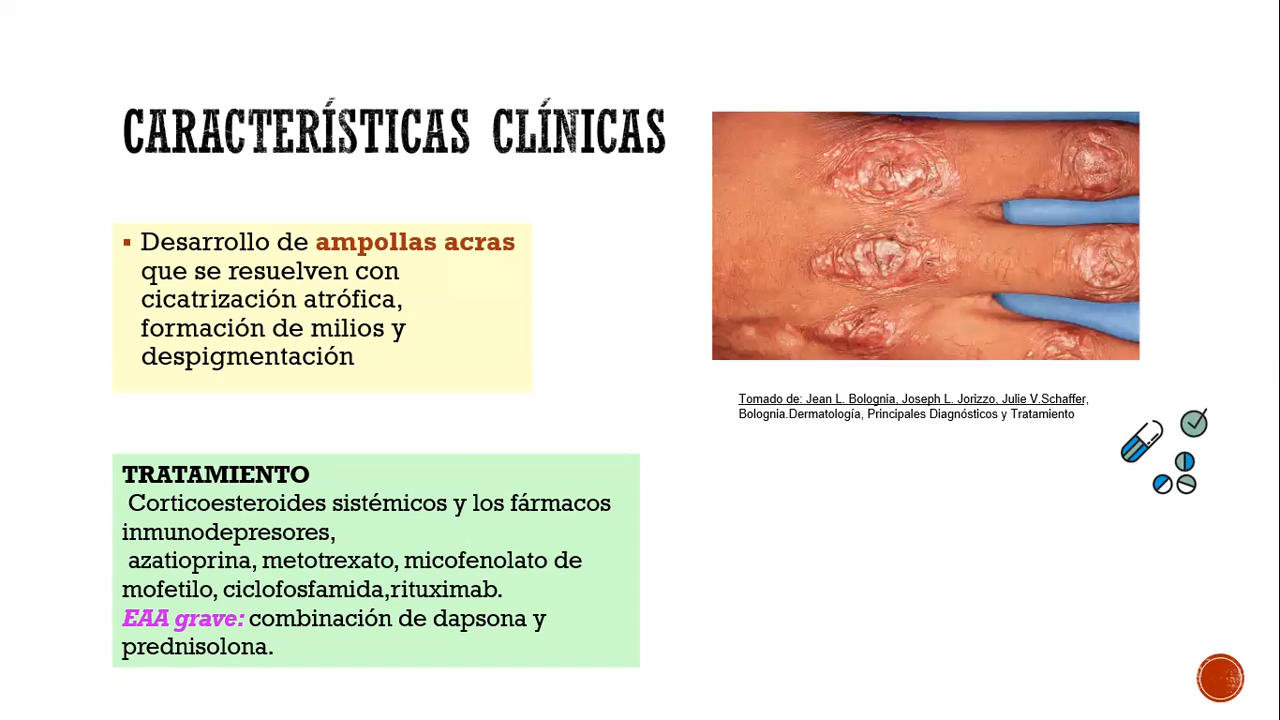 CARACTERÍSTICAS CLÍNICAS
▪ Desarrollo de ampollas acras
que se resuelven con
cicatrización atrófica,
formación de milios y
despigmentación
Tomado de: Jean L. Bolognia, Joseph L. Jorizzo, Julie V.Schaffer,
Bolognia.Dermatología, Principales Diagnósticos y Tratamiento
TRATAMIENTO
Corticoesteroides sistémicos y los fármacos
inmunodepresores,
azatioprina, metotrexato, micofenolato de
mofetilo, ciclofosfamida,rituximab.
EAA grave: combinación de dapsona y
prednisolona.